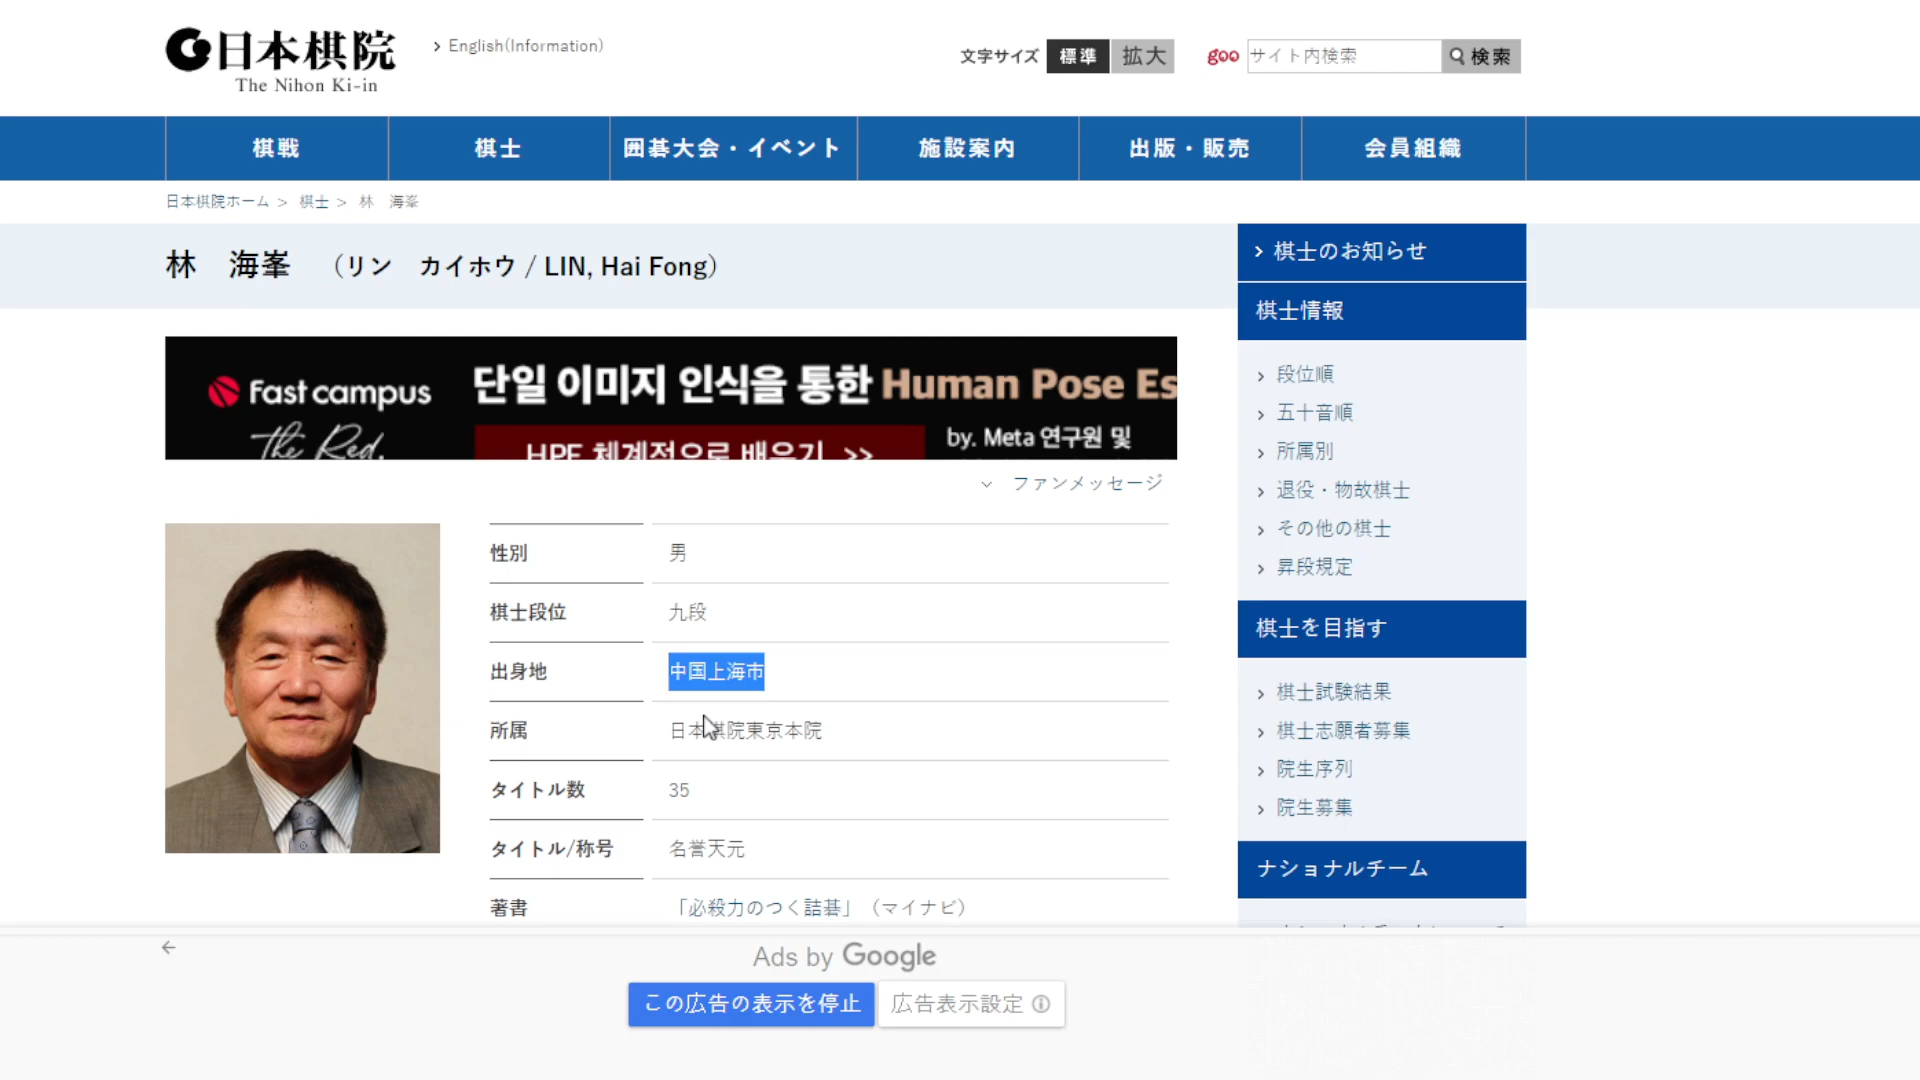 日本棋院
The Nihon Ki-in
English(Information)
文字サイズ 標準 拡大
goo サイト内検索 検索
棋戦 棋士 囲碁大会・イベント 施設案内 出版・販売 会員組織
日本棋院ホーム > 棋士 > 林 海峯
林 海峯 (リン カイホウ / LIN, Hai Fong)
Fast campus
The Red.
단일 이미지 인식을 통한 Human Pose Es
HPE 체계적으로 배우기 >>
by. Meta 연구원 및
ファンメッセージ
性別 男
棋士段位 九段
出身地 中国上海市
所属 日本棋院東京本院
タイトル数 35
タイトル/称号 名誉天元
著書 「必殺力のつく詰碁」(マイナビ)
棋士のお知らせ
棋士情報
段位順
五十音順
所属別
退役・物故棋士
その他の棋士
昇段規定
棋士を目指す
棋士試験結果
棋士志願者募集
院生序列
院生募集
ナショナルチーム
Ads by Google
この広告の表示を停止
広告表示設定